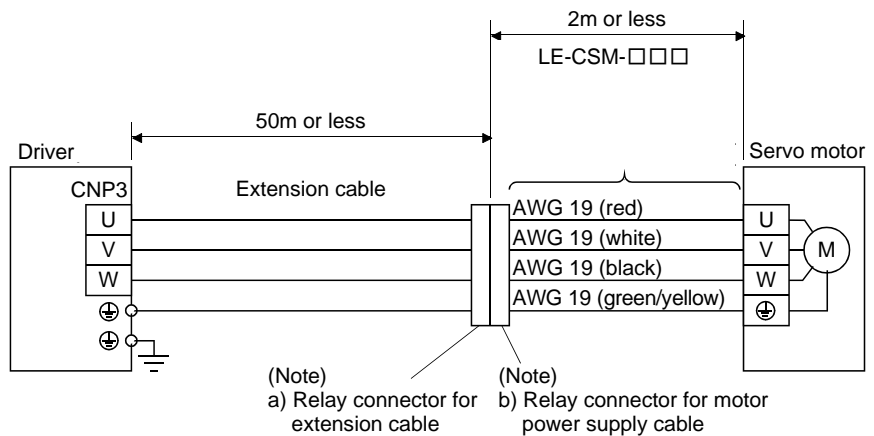 2m or less
LE-CSM-□□□
50m or less
Driver
Servo motor
CNP3
Extension cable
AWG 19 (red)
U
U
AWG 19 (white)
V
V
M
AWG 19 (black)
W
W
AWG 19 (green/yellow)
(Note)
a) Relay connector for
extension cable
(Note)
b) Relay connector for motor
power supply cable